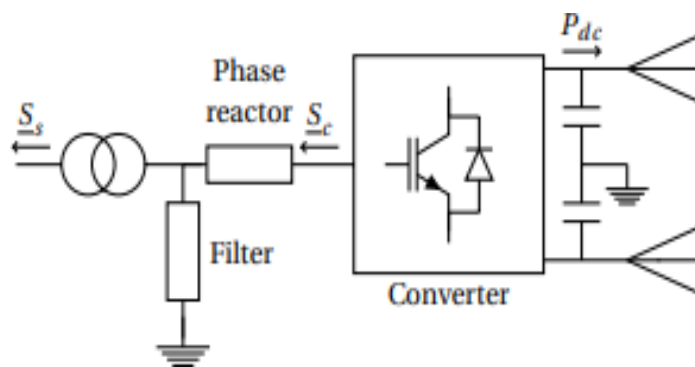 P_dc
Phase
reactor
S_s
S_c
Filter
Converter